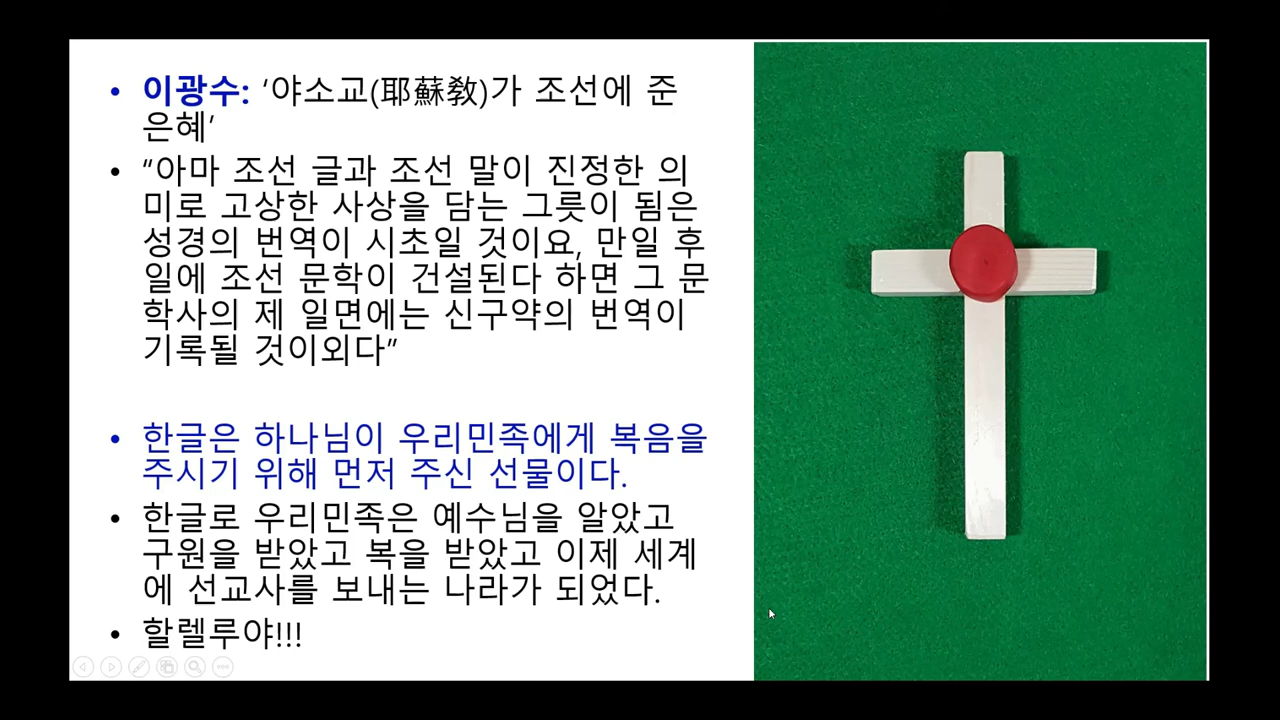 • 이광수: ‘야소교(耶蘇敎)가 조선에 준
은혜’
• “아마 조선 글과 조선 말이 진정한 의
미로 고상한 사상을 담는 그릇이 됨은
성경의 번역이 시초일 것이요, 만일 후
일에 조선 문학이 건설된다 하면 그 문
학사의 제 일면에는 신구약의 번역이
기록될 것이외다”
• 한글은 하나님이 우리민족에게 복음을
주시기 위해 먼저 주신 선물이다.
• 한글로 우리민족은 예수님을 알았고
구원을 받았고 복을 받았고 이제 세계
에 선교사를 보내는 나라가 되었다.
• 할렐루야!!!